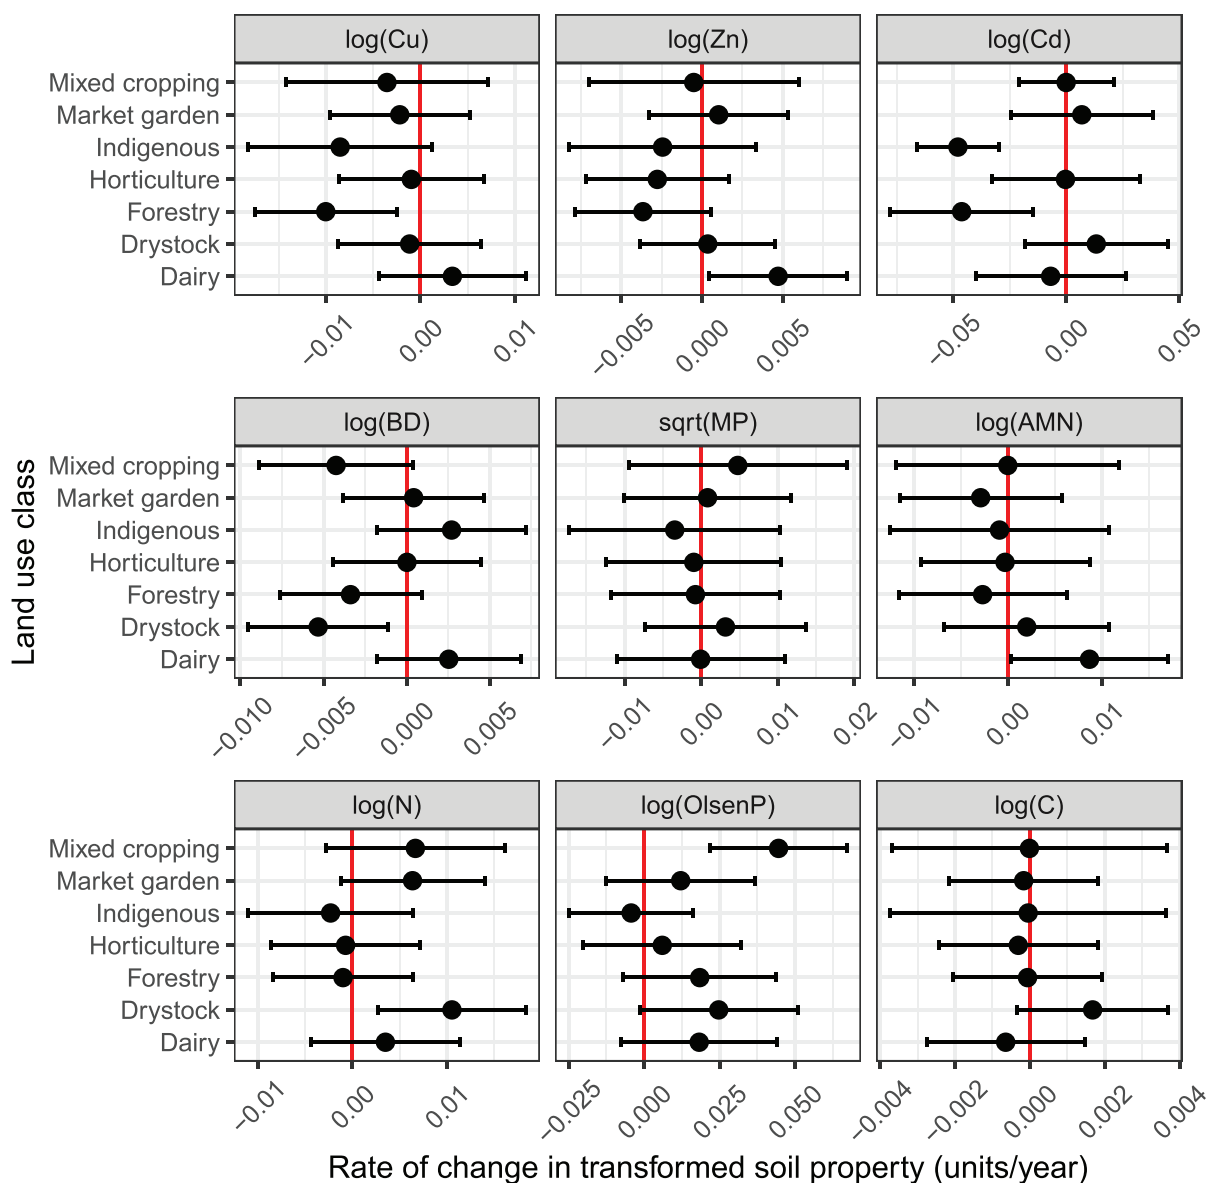 log(Cu) log(Zn) log(Cd)
Mixed cropping
Market garden
Indigenous
Horticulture
Forestry
Drystock
Dairy
−0.01 0.00 0.01 −0.005 0.000 0.005 −0.05 0.00 0.05
Land use class
log(BD) sqrt(MP) log(AMN)
Mixed cropping
Market garden
Indigenous
Horticulture
Forestry
Drystock
Dairy
−0.010 −0.005 0.000 0.005 −0.01 0.00 0.01 0.02 −0.01 0.00 0.01
log(N) log(OlsenP) log(C)
Mixed cropping
Market garden
Indigenous
Horticulture
Forestry
Drystock
Dairy
−0.01 0.00 0.01 −0.025 0.000 0.025 0.050 −0.004 −0.002 0.000 0.002 0.004
Rate of change in transformed soil property (units/year)